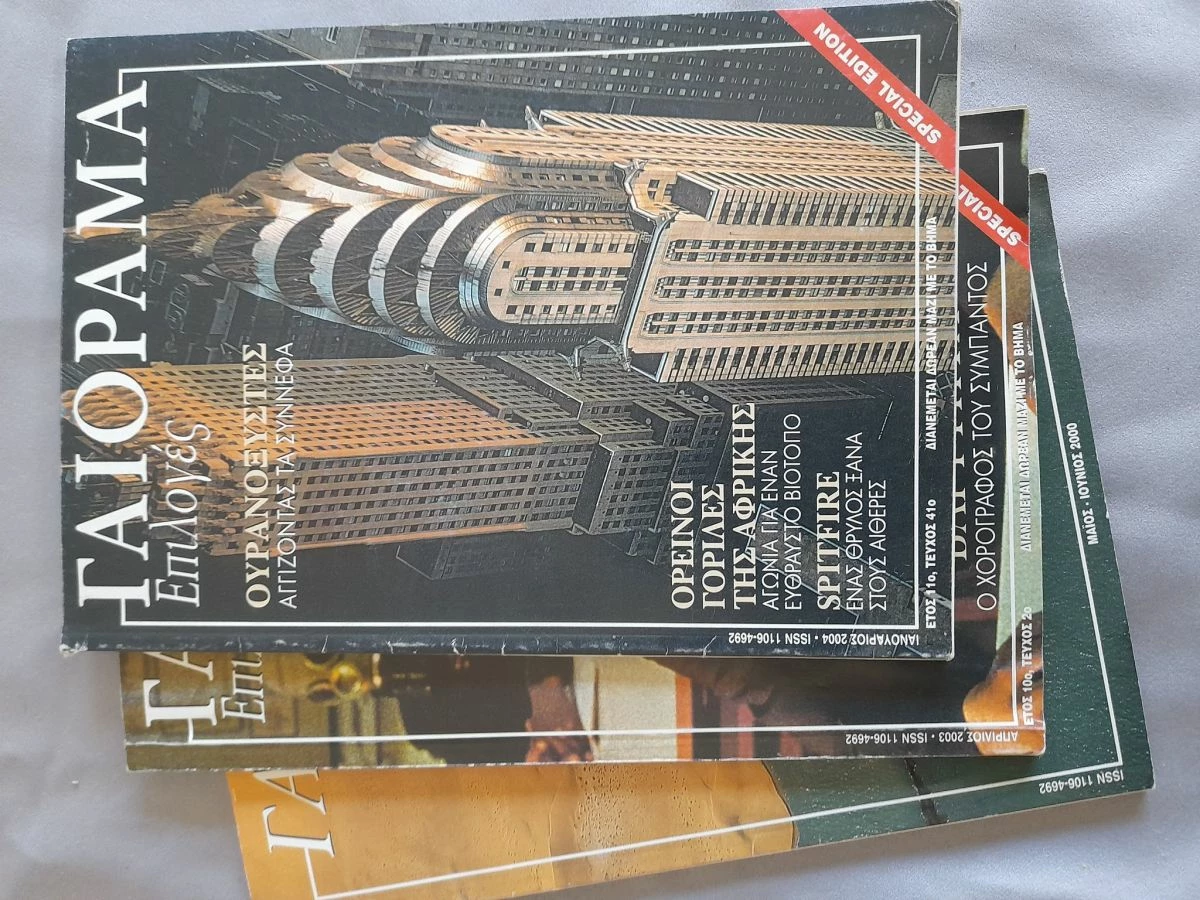 ΓΑΙΟΡΑΜΑ
Επιλογές
SPECIAL EDITION
ΟΥΡΑΝΟΞΥΣΤΕΣ
ΑΓΓΙΖΟΝΤΑΣ ΤΑ ΣΥΝΝΕΦΑ
ΟΡΕΙΝΟΙ
ΓΟΡΙΛΕΣ
ΤΗΣ ΑΦΡΙΚΗΣ
ΑΓΩΝΙΑ ΓΙΑ ΕΝΑΝ
ΕΥΘΡΑΥΣΤΟ ΒΙΟΤΟΠΟ
SPITFIRE
ΕΝΑΣ ΘΡΥΛΟΣ ΞΑΝΑ
ΣΤΟΥΣ ΑΙΘΕΡΕΣ
ΙΑΝΟΥΑΡΙΟΣ 2004 • ISSN 1106-4692
ΕΤΟΣ 11ο, ΤΕΥΧΟΣ 41ο
ΔΙΑΝΕΜΕΤΑΙ ΔΩΡΕΑΝ ΜΑΖΙ ΜΕ ΤΟ ΒΗΜΑ
ΓΑ
Επι
SPECIAL
SPECIAL
Ο ΧΟΡΟΓΡΑΦΟΣ ΤΟΥ ΣΥΜΠΑΝΤΟΣ
ΑΠΡΙΛΙΟΣ 2003 • ISSN 1106-4692
ΕΤΟΣ 10ο, ΤΕΥΧΟΣ 2ο
ΔΙΑΝΕΜΕΤΑΙ ΔΩΡΕΑΝ ΜΑΖΙ ΜΕ ΤΟ ΒΗΜΑ
ΓΑ
ISSN 1106-4692
ΜΑΪΟΣ - ΙΟΥΝΙΟΣ 2000